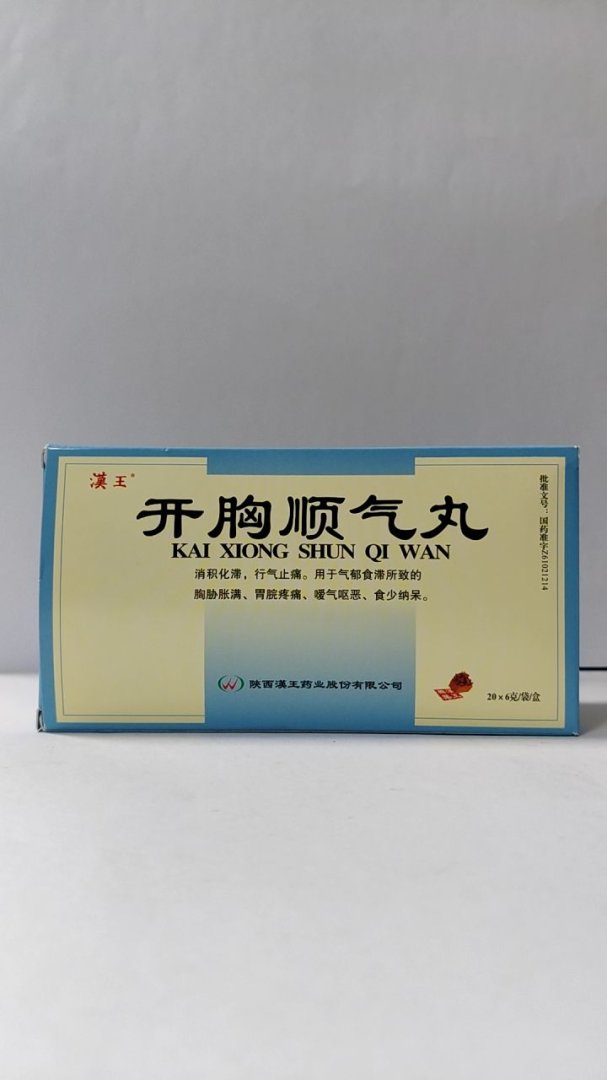 漢王®
开胸顺气丸
KAI XIONG SHUN QI WAN
消积化滞，行气止痛。用于气郁食滞所致的
胸胁胀满、胃脘疼痛、嗳气呕恶、食少纳呆。
批准文号：国药准字Z61021214
陕西漢王药业股份有限公司
20×6克/袋/盒